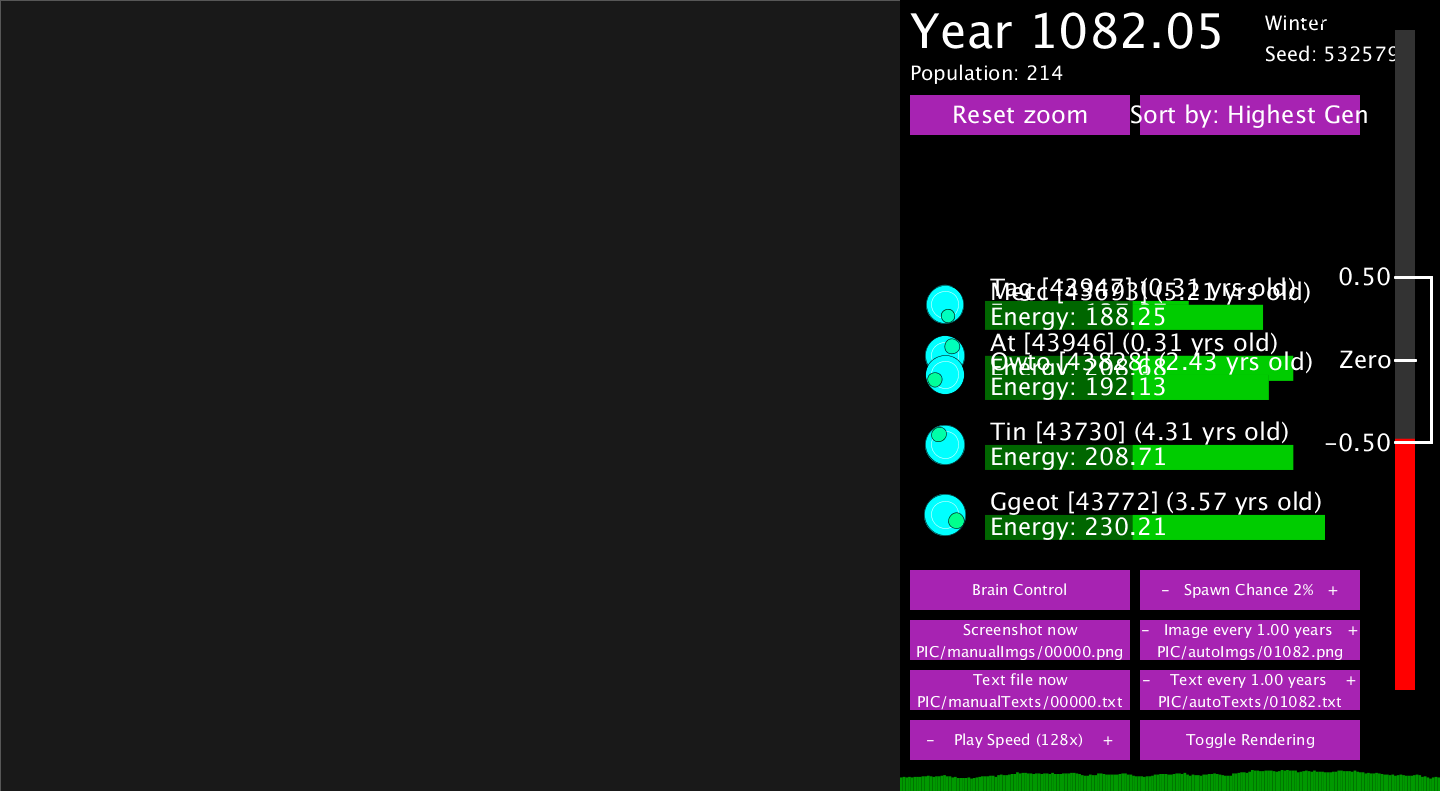 Year 1082.05
Winter
Seed: 532579
Population: 214
Reset zoom
Sort by: Highest Gen
Tag [43947] (0.31 yrs old)
(5.21 yrs old)
Energy: 188.25
At [43946] (0.31 yrs old)
Energy: 208.68
Owto [43828] (2.43 yrs old)
Energy: 192.13
Tin [43730] (4.31 yrs old)
Energy: 208.71
Ggeot [43772] (3.57 yrs old)
Energy: 230.21
0.50
Zero
-0.50
Brain Control
- Spawn Chance 2% +
Screenshot now
PIC/manualImgs/00000.png
- Image every 1.00 years +
PIC/autoImgs/01082.png
Text file now
PIC/manualTexts/00000.txt
- Text every 1.00 years +
PIC/autoTexts/01082.txt
- Play Speed (128x) +
Toggle Rendering